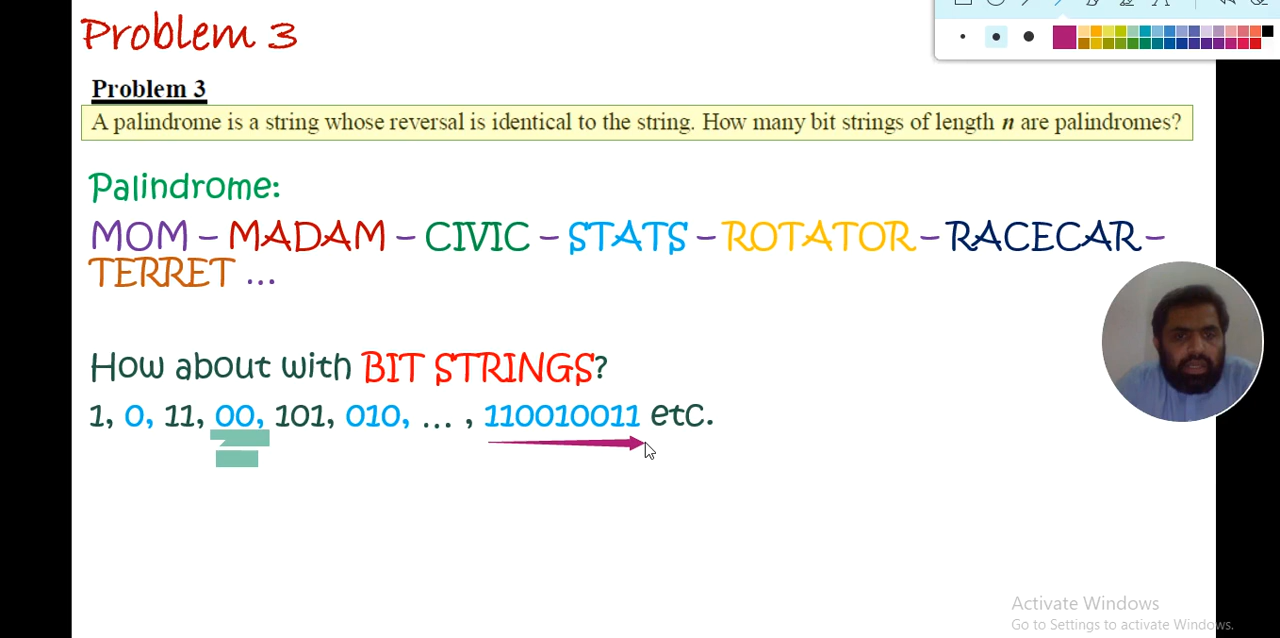 Problem 3
Problem 3
A palindrome is a string whose reversal is identical to the string. How many bit strings of length n are palindromes?
Palindrome:
MOM – MADAM – CIVIC – STATS – ROTATOR – RACECAR –
TERRET ...
How about with BIT STRINGS?
1, 0, 11, 00, 101, 010, ... , 110010011 etc.
Activate Windows
Go to Settings to activate Windows.